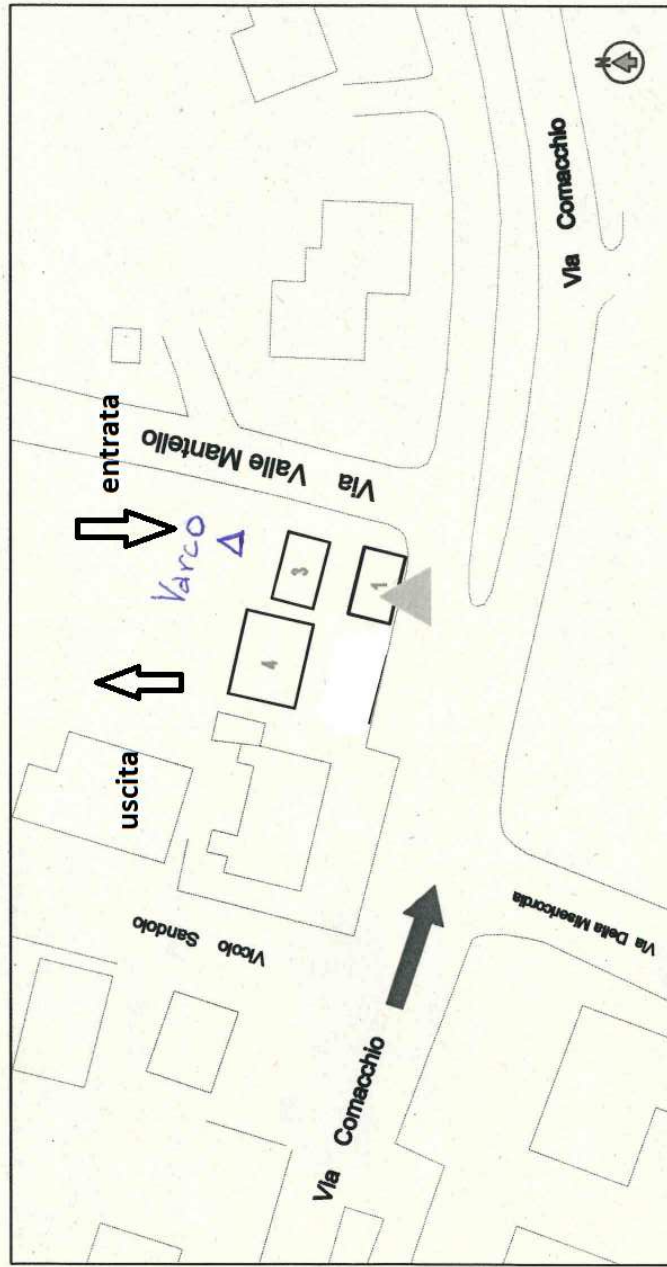 entrata
Varco
uscita
Via Valle Mantello
3
1
4
Vicolo Sandolo
Via Comacchio
Via Comacchio
Via Della Misericordia
N